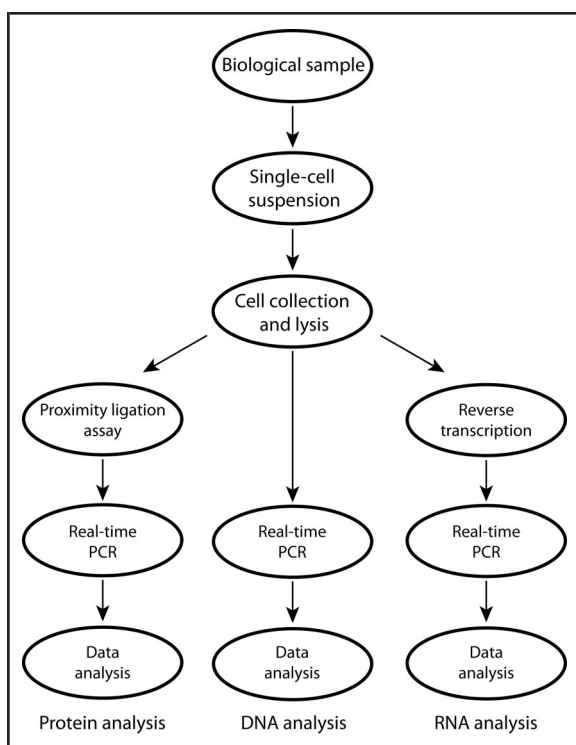 Biological sample
Single-cell
suspension
Cell collection
and lysis
Proximity ligation
assay
Reverse
transcription
Real-time
PCR
Real-time
PCR
Real-time
PCR
Data
analysis
Data
analysis
Data
analysis
Protein analysis
DNA analysis
RNA analysis